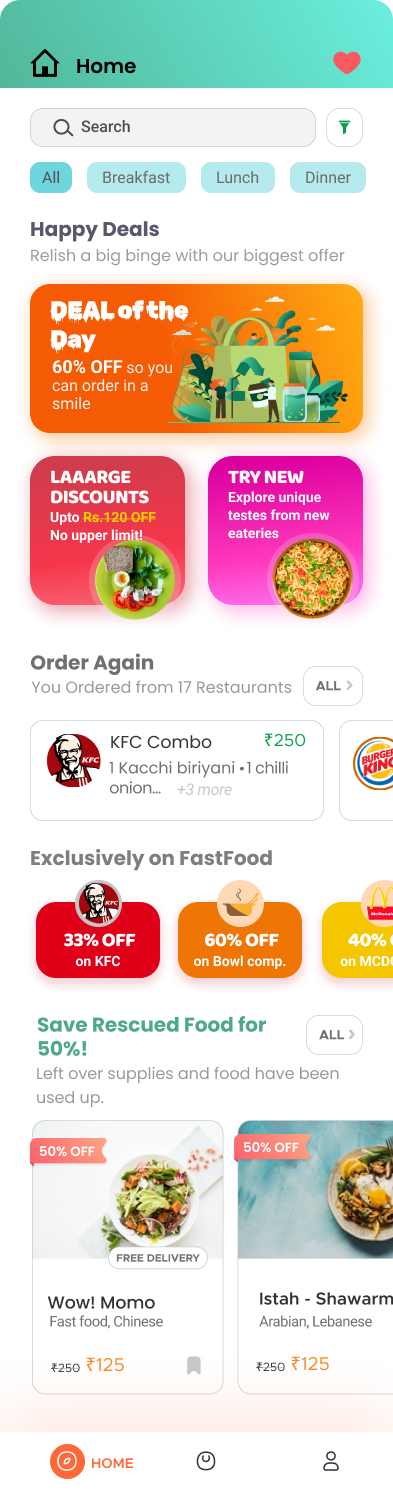 Home
Search
All
Breakfast
Lunch
Dinner
Happy Deals
Relish a big binge with our biggest offer
DEAL of the
Day
60% OFF so you
can order in a
smile
LAAARGE
DISCOUNTS
Upto Rs.120 OFF
No upper limit!
TRY NEW
Explore unique
testes from new
eateries
Order Again
You Ordered from 17 Restaurants
ALL
KFC
KFC Combo
₹250
1 Kacchi biriyani • 1 chilli
onion... +3 more
BURGER
KING
Exclusively on FastFood
KFC
33% OFF
on KFC
60% OFF
on Bowl comp.
McDonald's
40% O
on MCDO
Save Rescued Food for
50%!
ALL
Left over supplies and food have been
used up.
50% OFF
FREE DELIVERY
Wow! Momo
Fast food, Chinese
₹250 ₹125
50% OFF
Istah - Shawarm
Arabian, Lebanese
₹250 ₹125
HOME